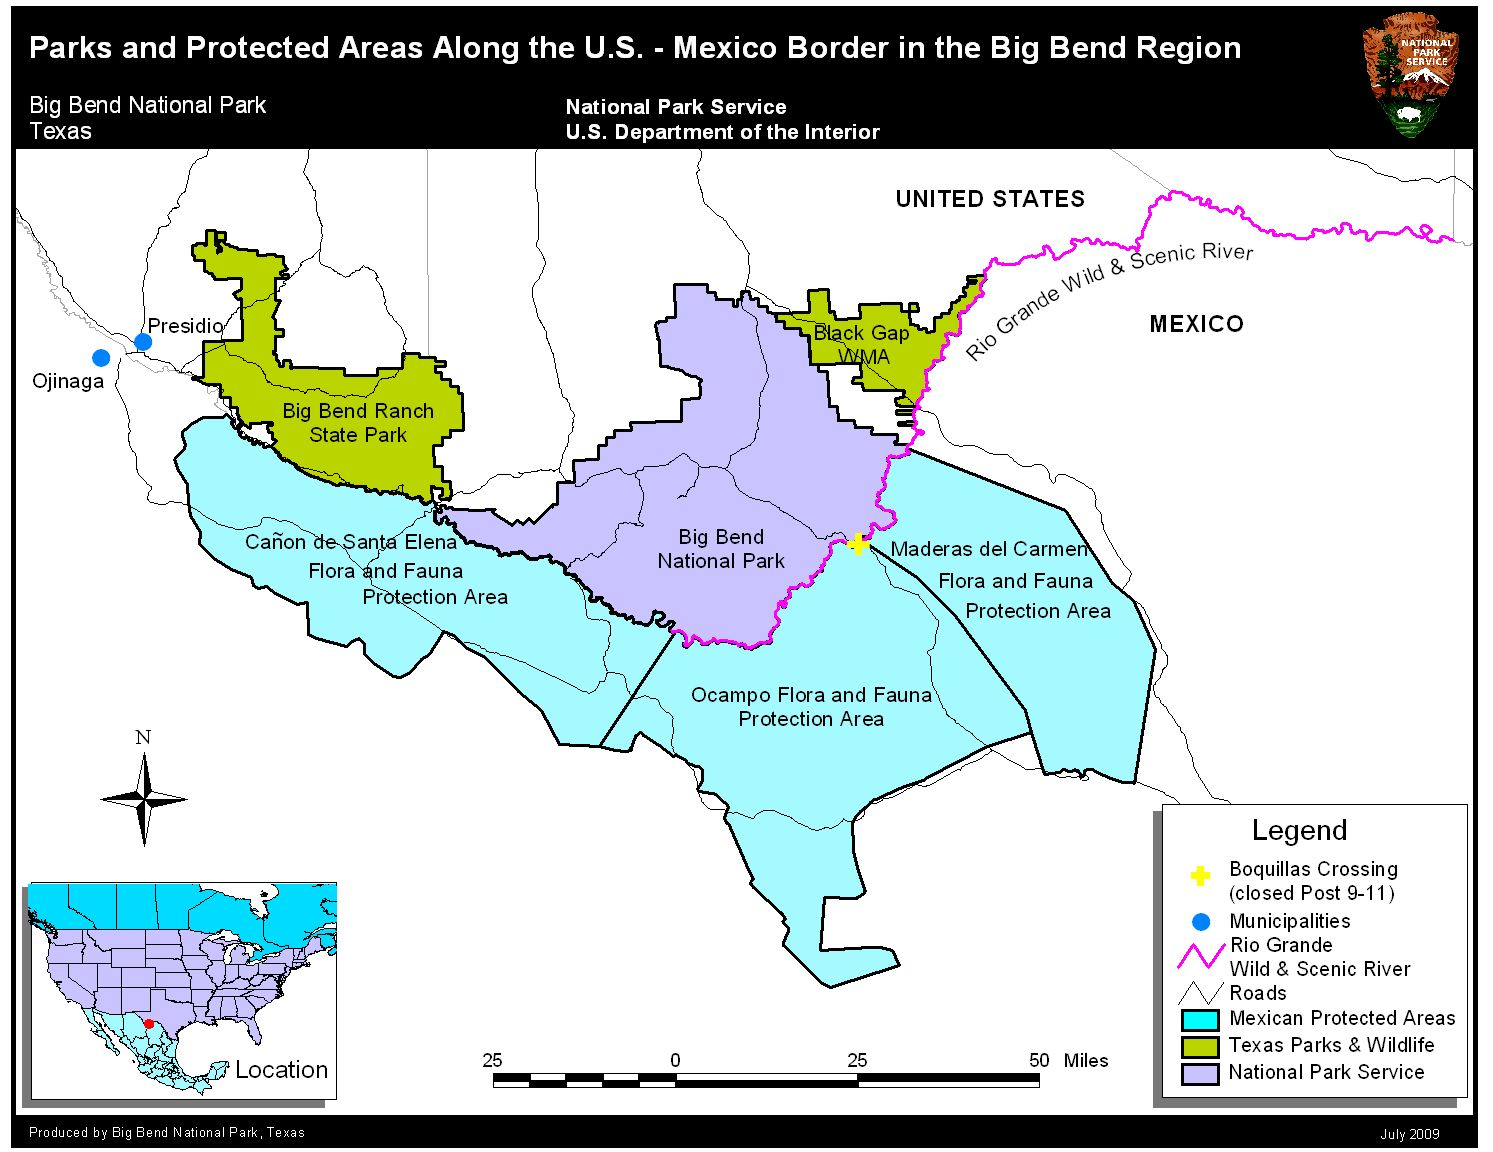 Parks and Protected Areas Along the U.S. - Mexico Border in the Big Bend Region
NATIONAL
PARK
SERVICE
Big Bend National Park
Texas
National Park Service
U.S. Department of the Interior
UNITED STATES
Rio Grande Wild & Scenic River
MEXICO
Presidio
Ojinaga
Black Gap
WMA
Big Bend Ranch
State Park
Big Bend
National Park
Cañon de Santa Elena
Flora and Fauna
Protection Area
Maderas del Carmen
Flora and Fauna
Protection Area
Ocampo Flora and Fauna
Protection Area
N
Location
25 0 25 50 Miles
Legend
Boquillas Crossing
(closed Post 9-11)
Municipalities
Rio Grande
Wild & Scenic River
Roads
Mexican Protected Areas
Texas Parks & Wildlife
National Park Service
Produced by Big Bend National Park, Texas
July 2009